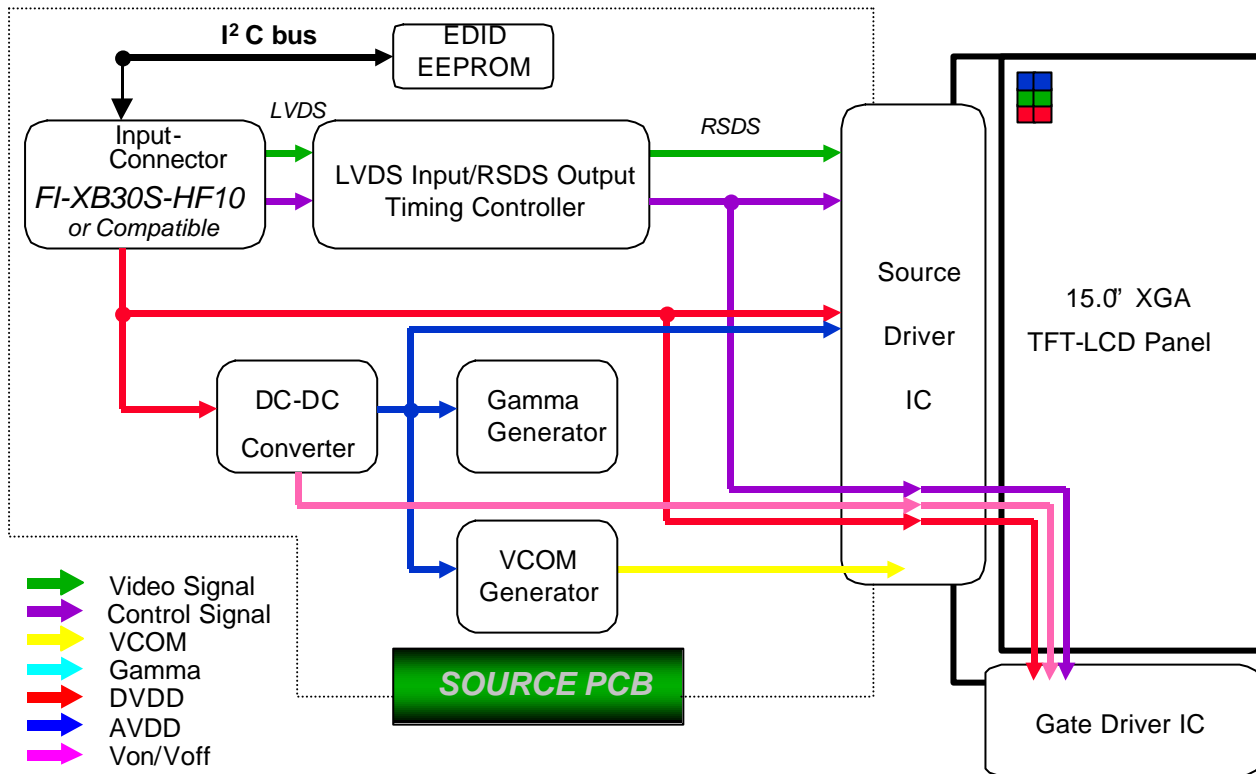 I² C bus
EDID
EEPROM
LVDS
RSDS
Input-
Connector
FI-XB30S-HF10
or Compatible
LVDS Input/RSDS Output
Timing Controller
Source
Driver
IC
15.0" XGA
TFT-LCD Panel
DC-DC
Converter
Gamma
Generator
VCOM
Generator
Video Signal
Control Signal
VCOM
Gamma
DVDD
AVDD
Von/Voff
SOURCE PCB
Gate Driver IC